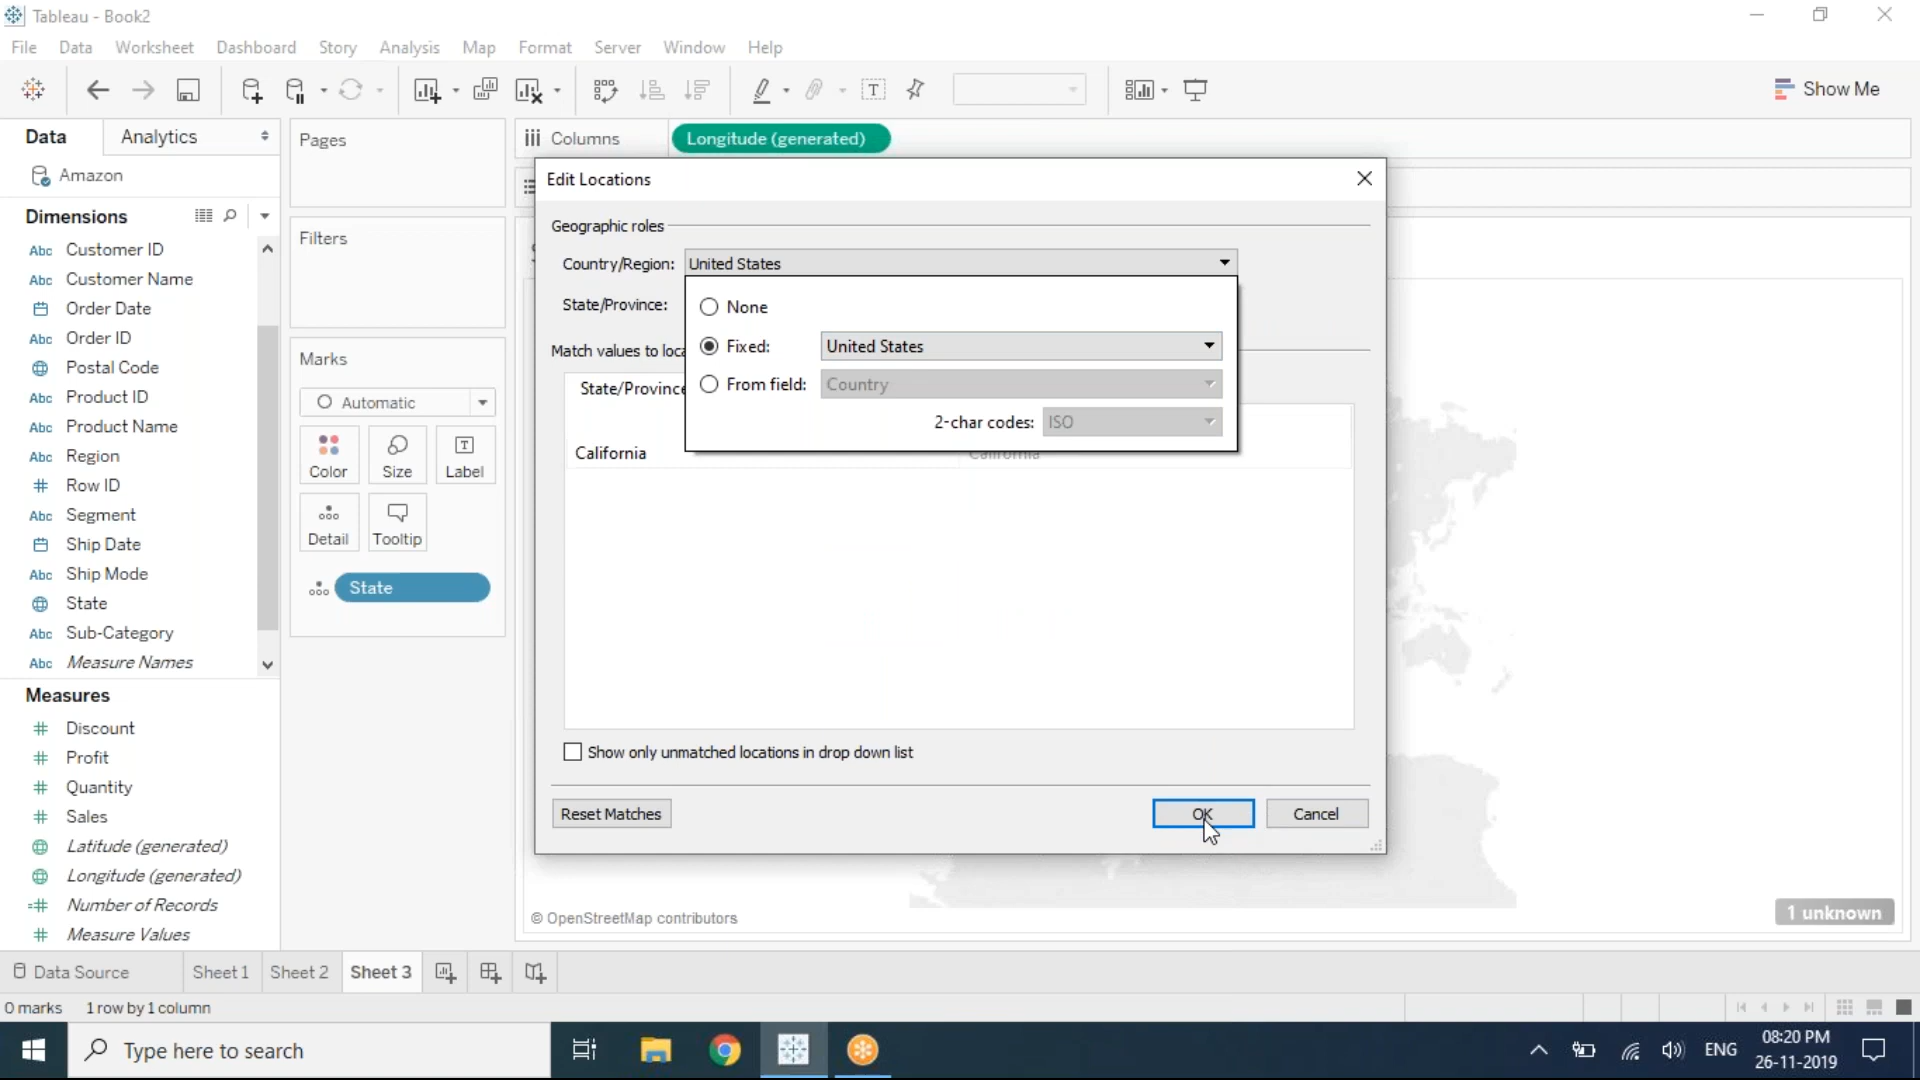 Tableau - Book2
File Data Worksheet Dashboard Story Analysis Map Format Server Window Help
Show Me
Data Analytics
Pages
Columns
Longitude (generated)
Amazon
Edit Locations
Dimensions
Geographic roles
Filters
Abc Customer ID
Country/Region: United States
Abc Customer Name
State/Province:
None
Order Date
Abc Order ID
Match values to loca
Fixed: United States
Marks
Postal Code
State/Province
From field: Country
Abc Product ID
Automatic
2-char codes: ISO
Abc Product Name
California
California
Abc Region
Color Size Label
# Row ID
Abc Segment
Detail Tooltip
Ship Date
Abc Ship Mode
State
State
Abc Sub-Category
Abc Measure Names
Measures
# Discount
Show only unmatched locations in drop down list
# Profit
# Quantity
# Sales
Reset Matches
OK
Cancel
Latitude (generated)
Longitude (generated)
=# Number of Records
© OpenStreetMap contributors
1 unknown
# Measure Values
Data Source Sheet 1 Sheet 2 Sheet 3
0 marks 1 row by 1 column
Type here to search
ENG
08:20 PM
26-11-2019